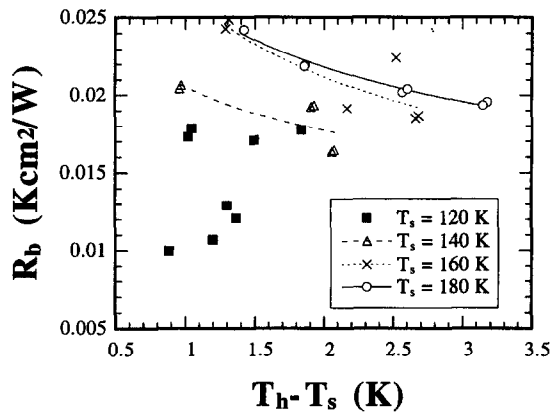 0.025
0.02
0.015
0.01
0.005
R_b (Kcm²/W)
T_s = 120 K
T_s = 140 K
T_s = 160 K
T_s = 180 K
0.5 1 1.5 2 2.5 3 3.5
T_h-T_s (K)